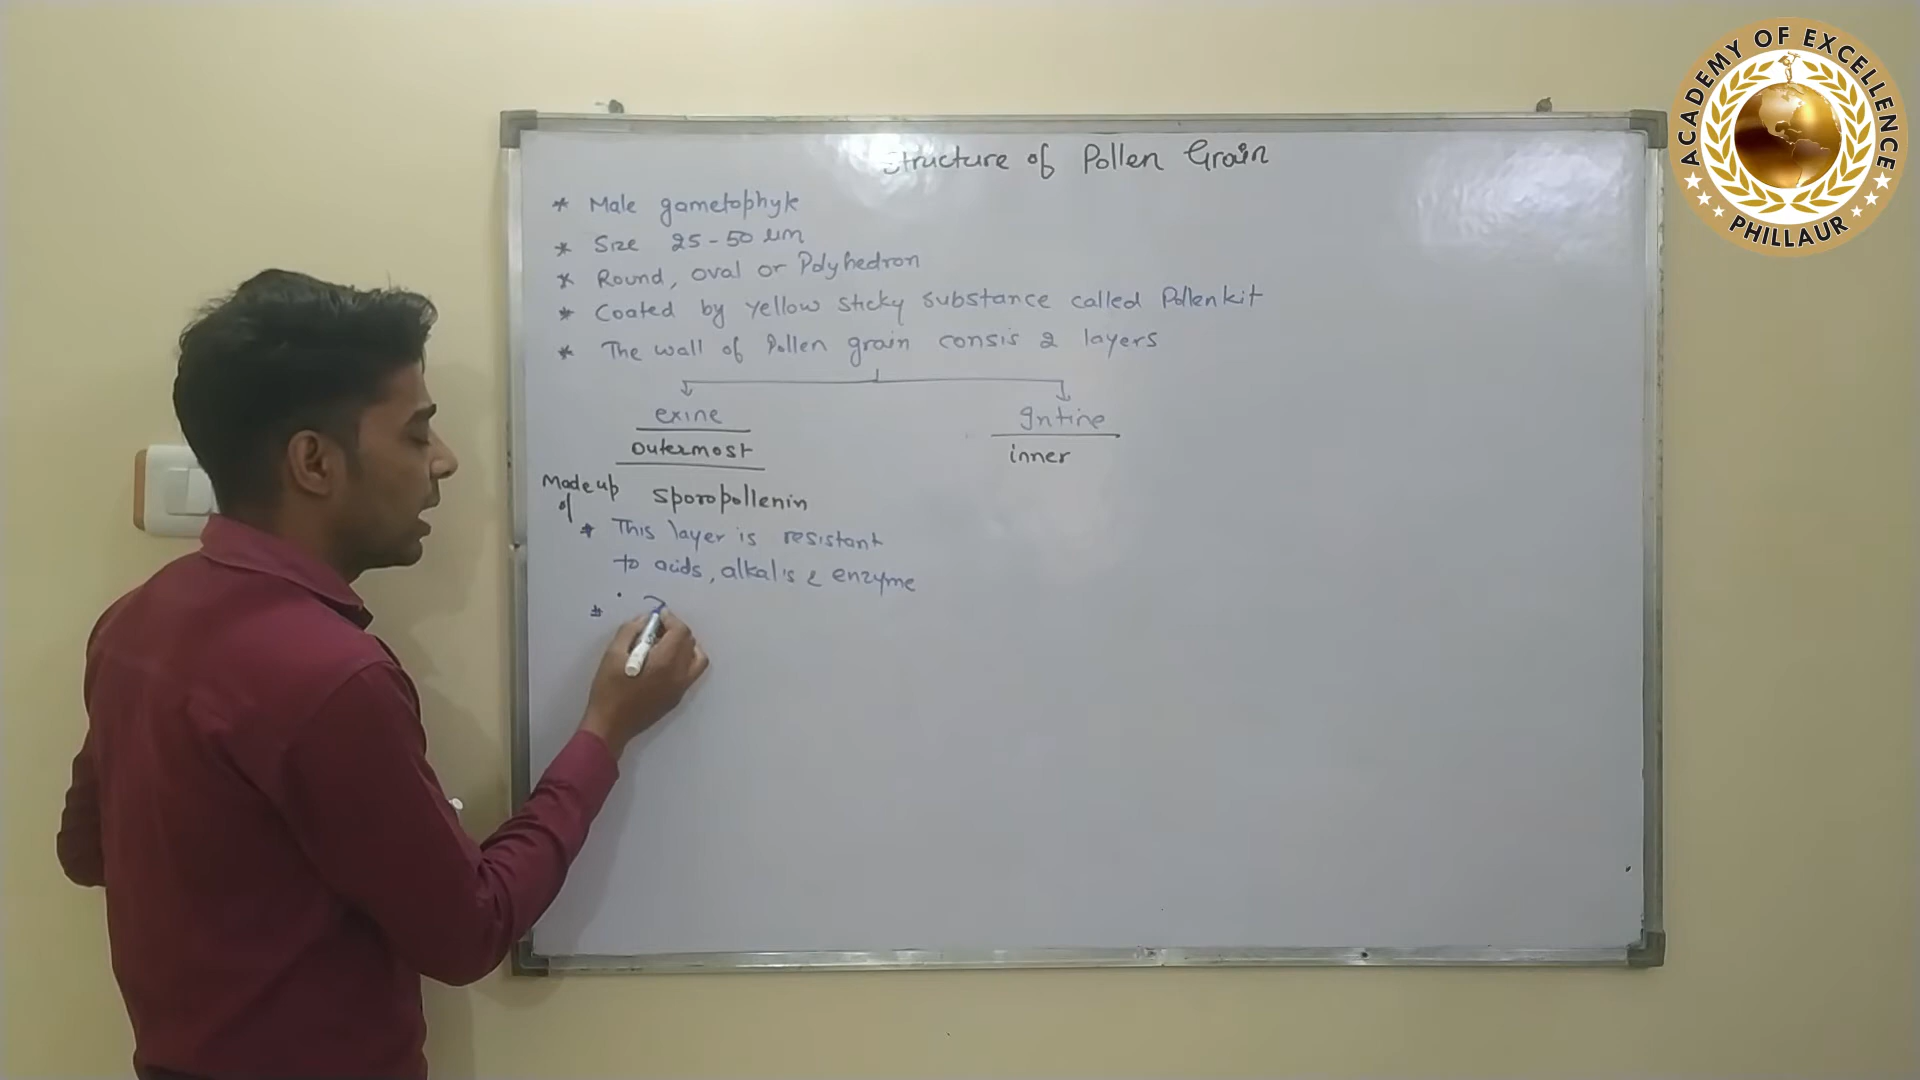 Structure of Pollen Grain
* Male gametophyte
* Size 25-50 um
* Round, oval or Polyhedron
* Coated by yellow sticky substance called Pollenkit
* The wall of Pollen grain consis 2 layers
exine
Intine
outermost
inner
Made up of
sporopollenin
* This layer is resistant
to acids, alkalis & enzyme
*
ACADEMY OF EXCELLENCE
PHILLAUR